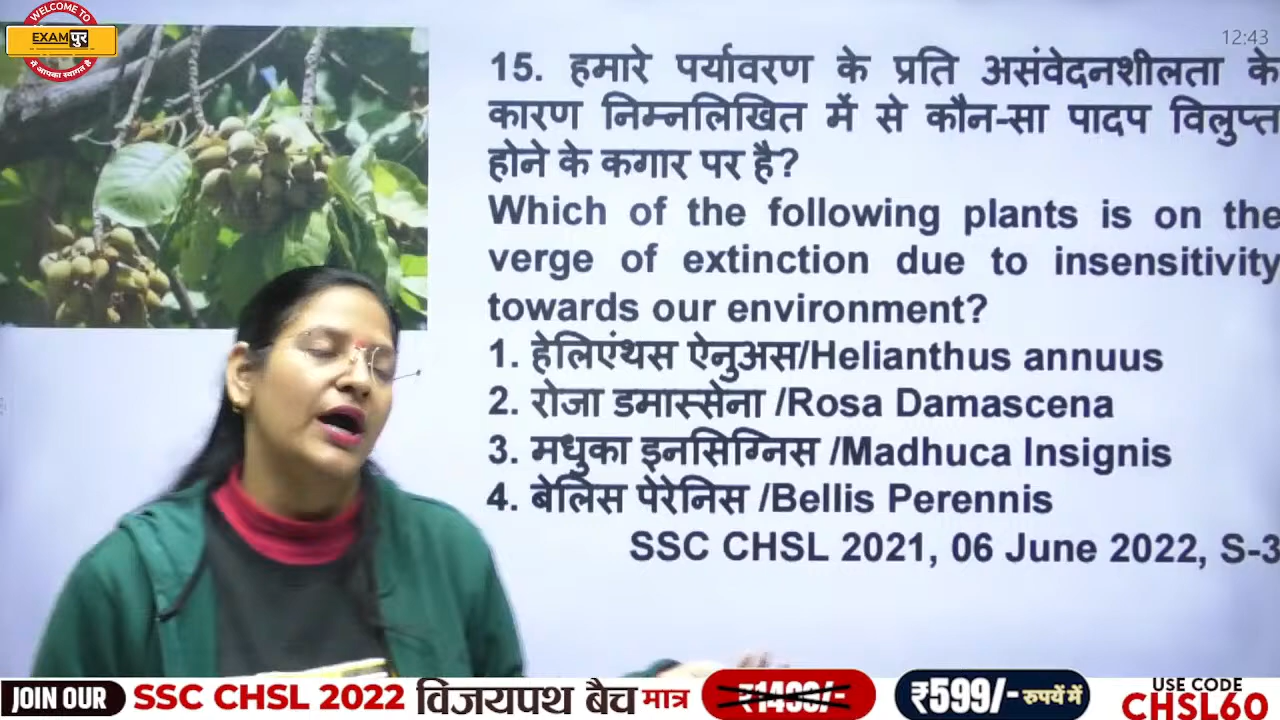 WELCOME TO
EXAMपुर
में आपका स्वागत है
12:43
15. हमारे पर्यावरण के प्रति असंवेदनशीलता के
कारण निम्नलिखित में से कौन-सा पादप विलुप्त
होने के कगार पर है?
Which of the following plants is on the
verge of extinction due to insensitivity
towards our environment?
1. हेलिएंथस ऐनुअस/Helianthus annuus
2. रोजा डमास्सेना /Rosa Damascena
3. मधुका इनसिग्निस /Madhuca Insignis
4. बेलिस पेरेनिस /Bellis Perennis
SSC CHSL 2021, 06 June 2022, S-3
JOIN OUR SSC CHSL 2022 विजयपथ बैच मात्र ₹1499/- ₹599/- रुपयें में USE CODE
CHSL60